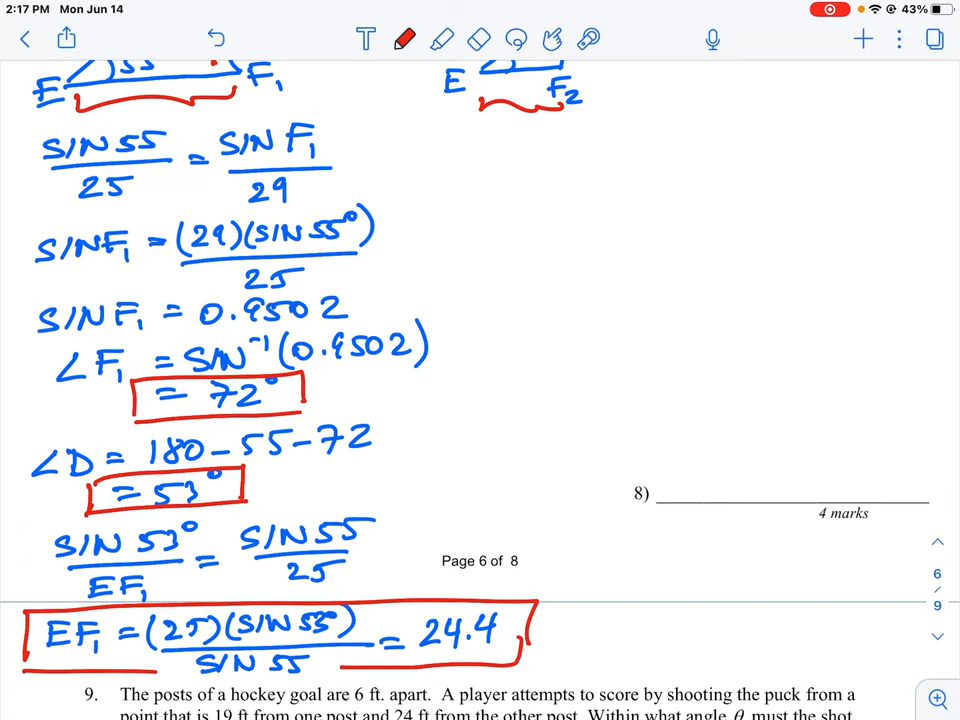 2:17 PM Mon Jun 14
43%
T
55
E F₁
E F₂
SIN 55 / 25 = SIN F₁ / 29
SINF₁ = (29)(SIN 55°) / 25
SINF₁ = 0.9502
∠F₁ = SIN⁻¹(0.9502)
= 72°
∠D = 180 - 55 - 72
= 53°
8) ____________________
4 marks
SIN 53° / EF₁ = SIN 55 / 25
Page 6 of 8
6
/
9
EF₁ = (25)(SIN 53°) / SIN 55 = 24.4
9. The posts of a hockey goal are 6 ft. apart. A player attempts to score by shooting the puck from a
point that is 19 ft from one post and 24 ft from the other post. Within what angle θ must the shot